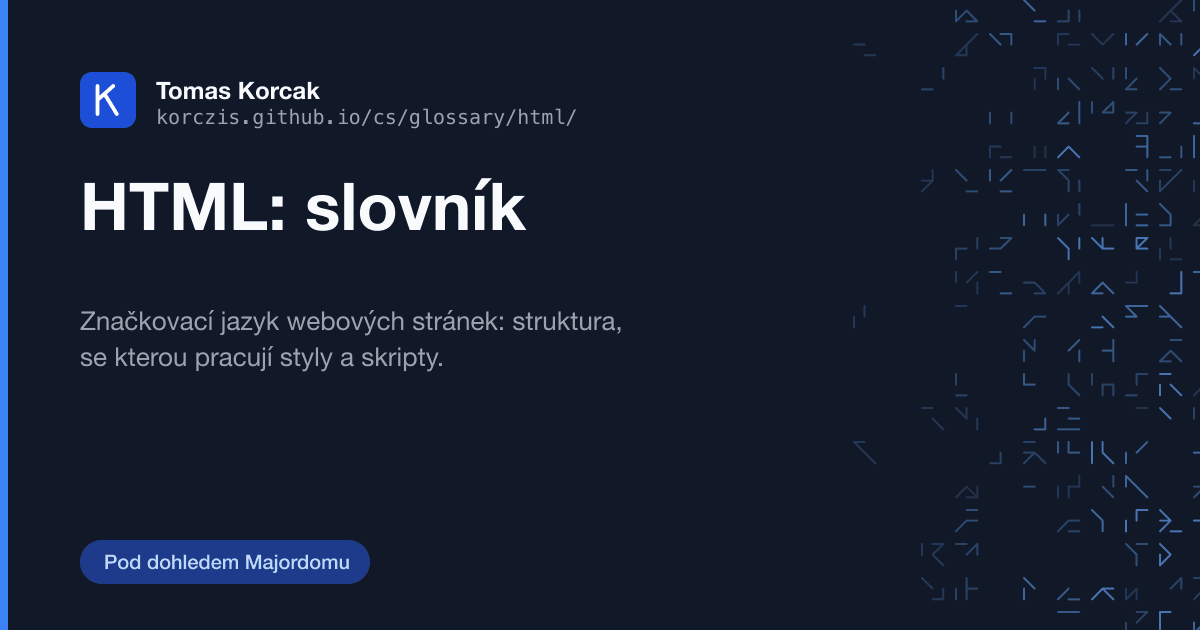 Tomas Korcak
korczis.github.io/cs/glossary/html/
HTML: slovník
Značkovací jazyk webových stránek: struktura,
se kterou pracují styly a skripty.
Pod dohledem Majordomu